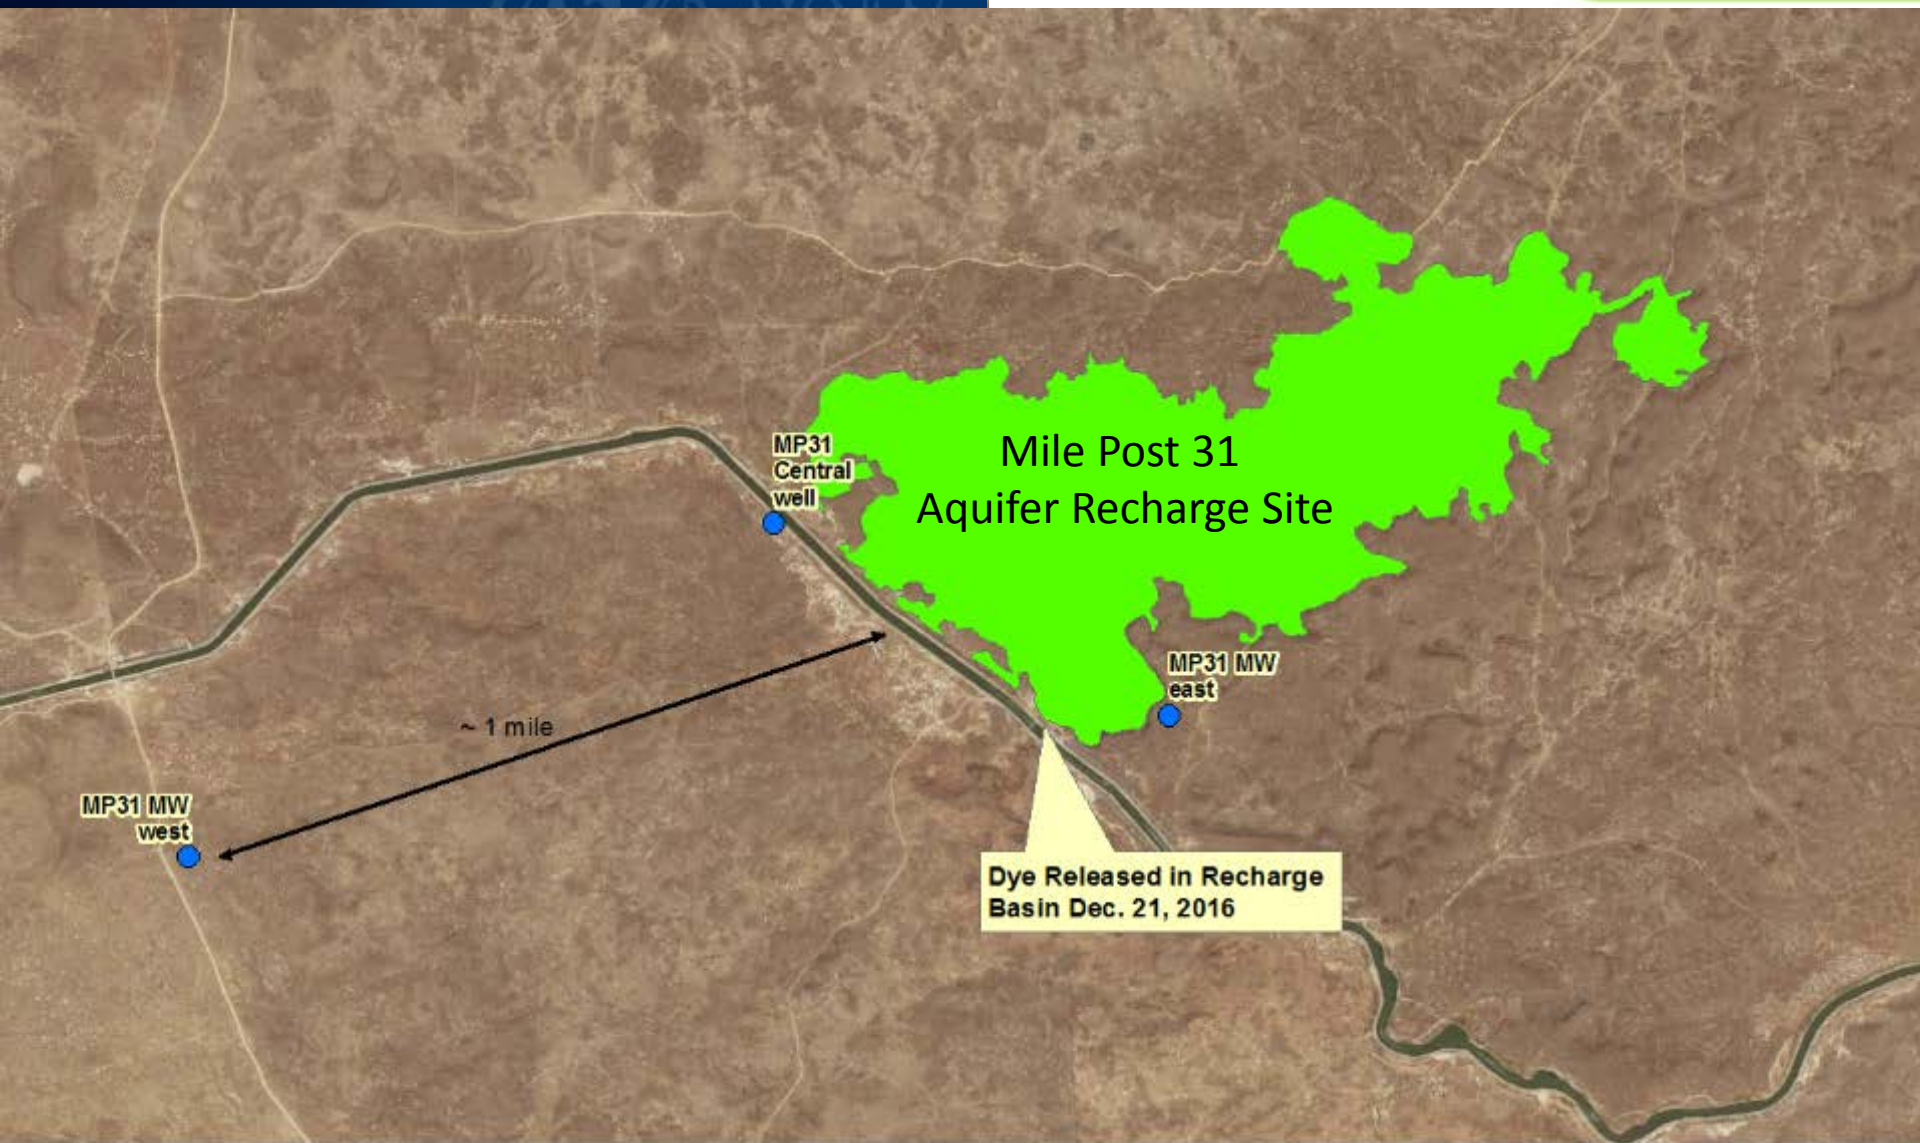 MP31
Central
well
Mile Post 31
Aquifer Recharge Site
MP31 MW
east
~ 1 mile
MP31 MW
west
Dye Released in Recharge
Basin Dec. 21, 2016